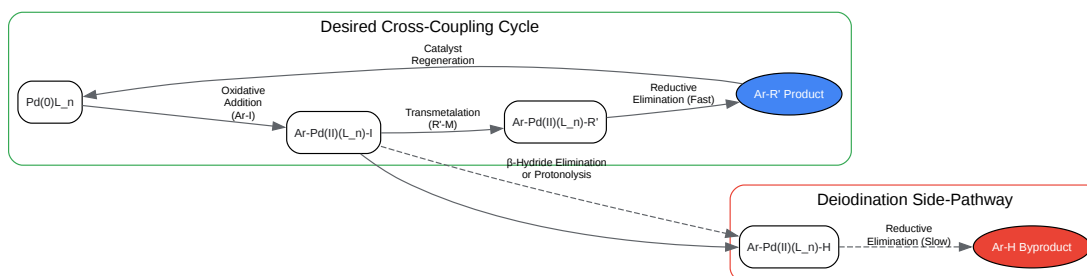 Desired Cross-Coupling Cycle
Catalyst
Regeneration
Pd(0)L_n
Oxidative
Addition
(Ar-I)
Ar-Pd(II)(L_n)-I
Transmetalation
(R'-M)
Ar-Pd(II)(L_n)-R'
Reductive
Elimination (Fast)
Ar-R' Product
β-Hydride Elimination
or Protonolysis
Deiodination Side-Pathway
Ar-Pd(II)(L_n)-H
Reductive
Elimination (Slow)
Ar-H Byproduct